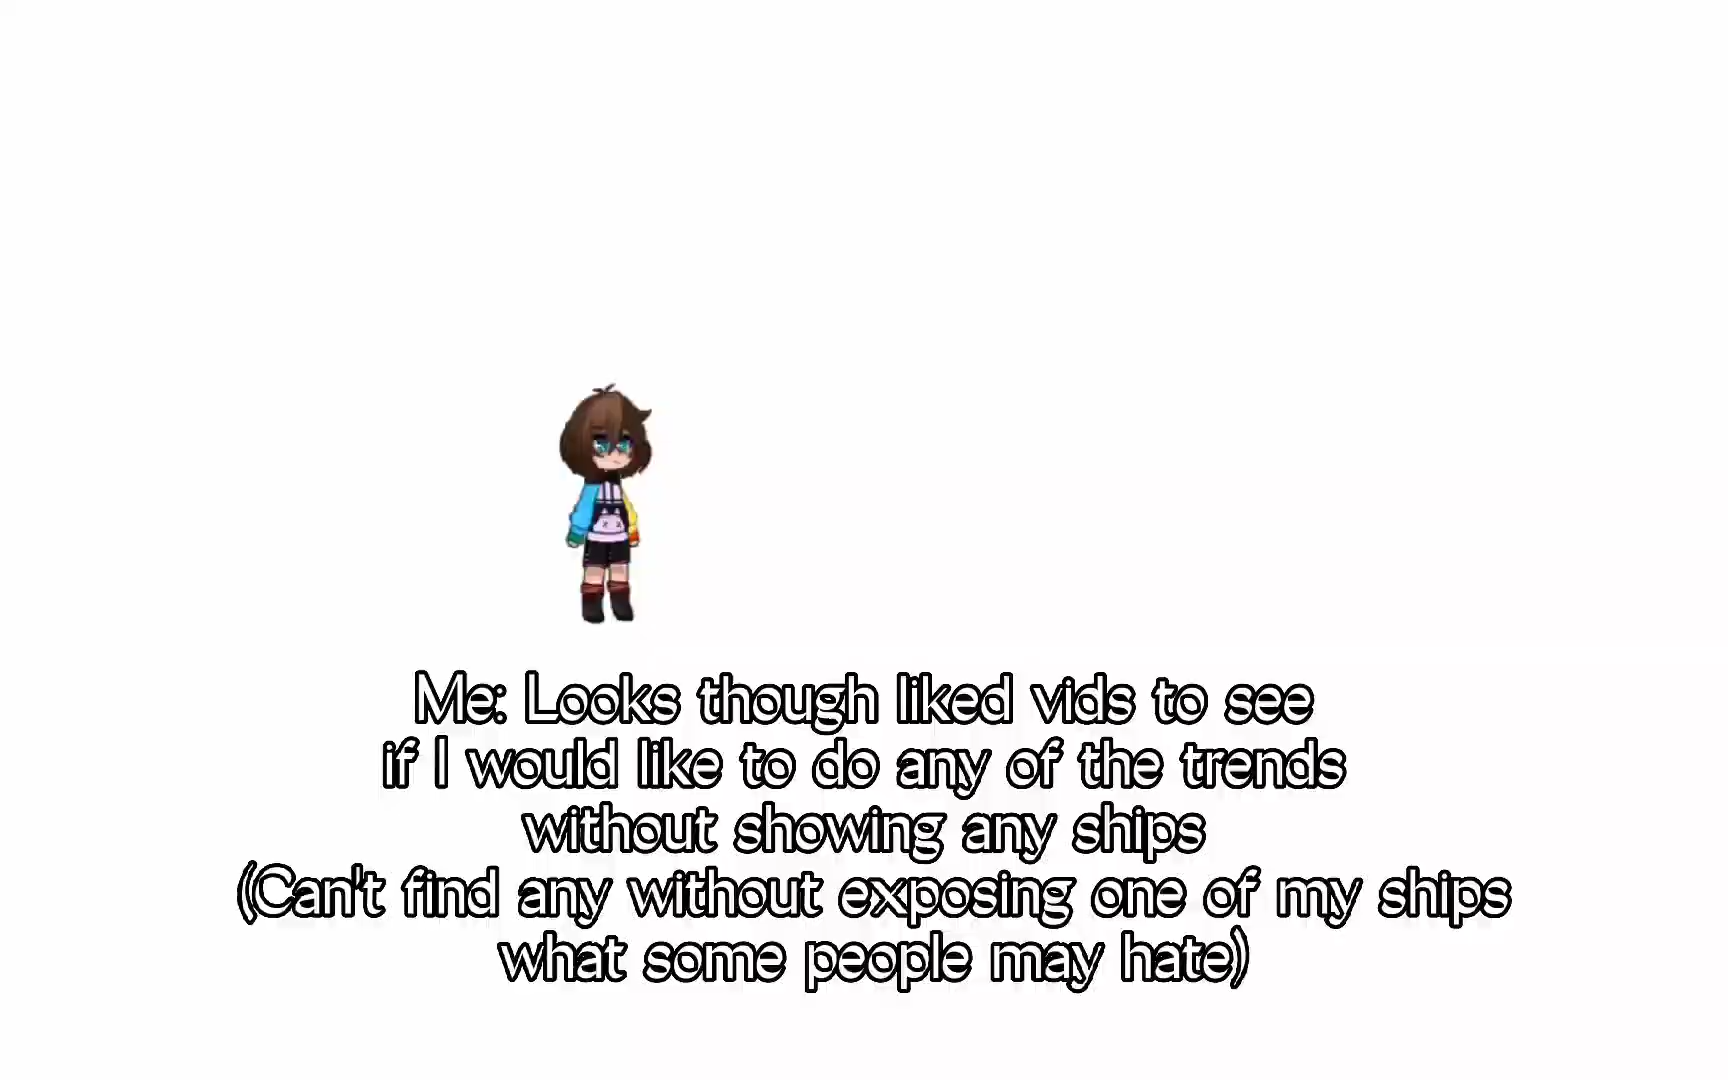 Me: Looks though liked vids to see
if I would like to do any of the trends
without showing any ships
(Can't find any without exposing one of my ships
what some people may hate)